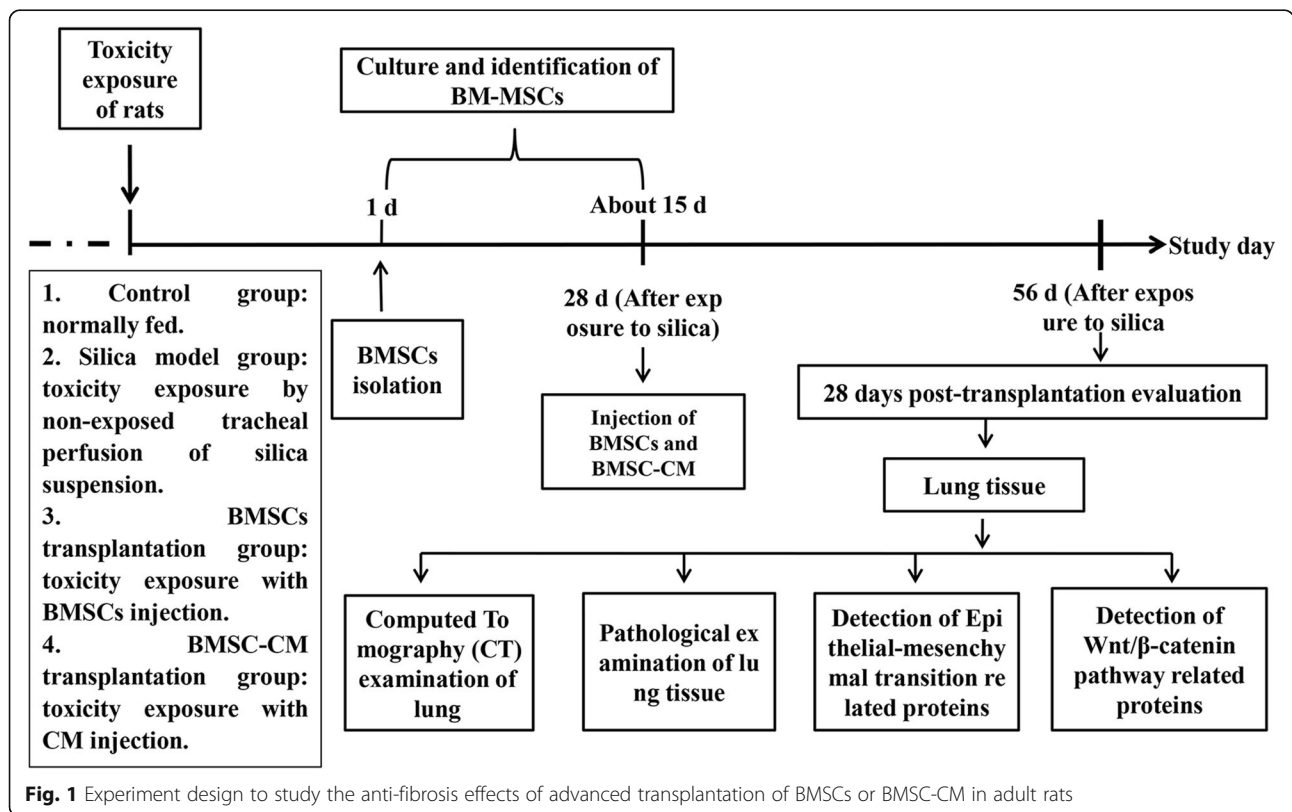 Toxicity
exposure
of rats
Culture and identification of
BM-MSCs
1 d
About 15 d
Study day
1. Control group:
normally fed.
2. Silica model group:
toxicity exposure by
non-exposed tracheal
perfusion of silica
suspension.
3. BMSCs
transplantation group:
toxicity exposure with
BMSCs injection.
4. BMSC-CM
transplantation group:
toxicity exposure with
CM injection.
BMSCs
isolation
28 d (After exp
osure to silica)
Injection of
BMSCs and
BMSC-CM
56 d (After expos
ure to silica
28 days post-transplantation evaluation
Lung tissue
Computed To
mography (CT)
examination of
lung
Pathological ex
amination of lu
ng tissue
Detection of Epi
thelial-mesenchy
mal transition re
lated proteins
Detection of
Wnt/β-catenin
pathway related
proteins
Fig. 1 Experiment design to study the anti-fibrosis effects of advanced transplantation of BMSCs or BMSC-CM in adult rats